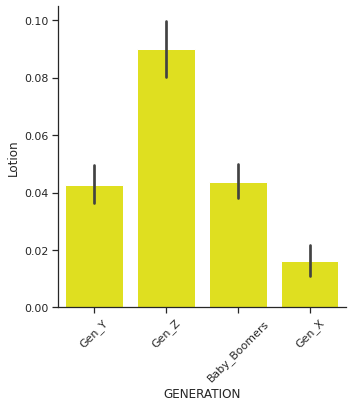 0.10
0.08
0.06
0.04
0.02
0.00
Lotion
Gen_Y
Gen_Z
Baby_Boomers
Gen_X
GENERATION